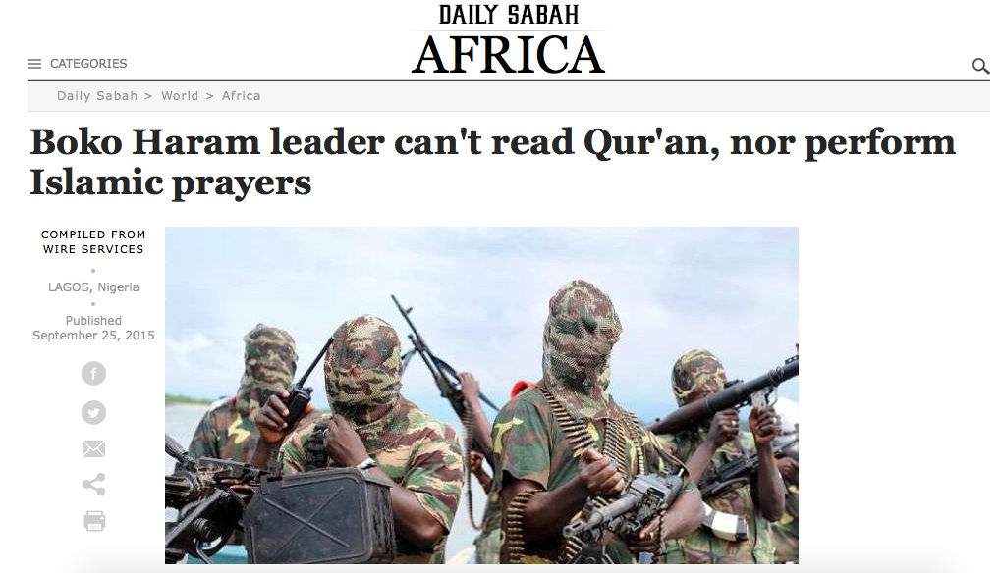 DAILY SABAH
AFRICA
CATEGORIES
Daily Sabah > World > Africa
Boko Haram leader can't read Qur'an, nor perform
Islamic prayers
COMPILED FROM
WIRE SERVICES
•
LAGOS, Nigeria
•
Published
September 25, 2015